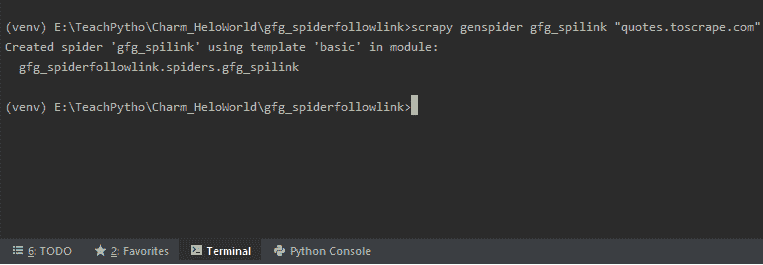 (venv) E:\TeachPytho\Charm_HeloWorld\gfg_spiderfollowlink>scrapy genspider gfg_spilink "quotes.toscrape.com"
Created spider 'gfg_spilink' using template 'basic' in module:
  gfg_spiderfollowlink.spiders.gfg_spilink
(venv) E:\TeachPytho\Charm_HeloWorld\gfg_spiderfollowlink>
6: TODO 2: Favorites Terminal Python Console